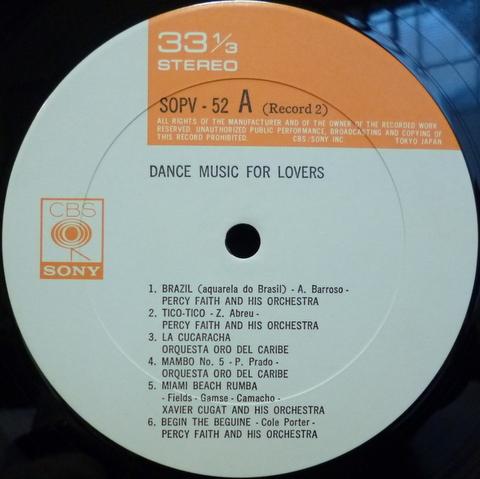 33 1/3
STEREO
SOPV - 52 A (Record 2)
ALL RIGHTS OF THE MANUFACTURER AND OF THE OWNER OF THE RECORDED WORK
RESERVED. UNAUTHORIZED PUBLIC PERFORMANCE, BROADCASTING AND COPYING OF
THIS RECORD PROHIBITED. CBS/SONY INC. TOKYO JAPAN
DANCE MUSIC FOR LOVERS
CBS
SONY
1. BRAZIL (aquarela do Brasil) - A. Barroso -
PERCY FAITH AND HIS ORCHESTRA
2. TICO-TICO - Z. Abreu -
PERCY FAITH AND HIS ORCHESTRA
3. LA CUCARACHA
ORQUESTA ORO DEL CARIBE
4. MAMBO No. 5 - P. Prado -
ORQUESTA ORO DEL CARIBE
5. MIAMI BEACH RUMBA
- Fields - Gamse - Camacho -
XAVIER CUGAT AND HIS ORCHESTRA
6. BEGIN THE BEGUINE - Cole Porter -
PERCY FAITH AND HIS ORCHESTRA